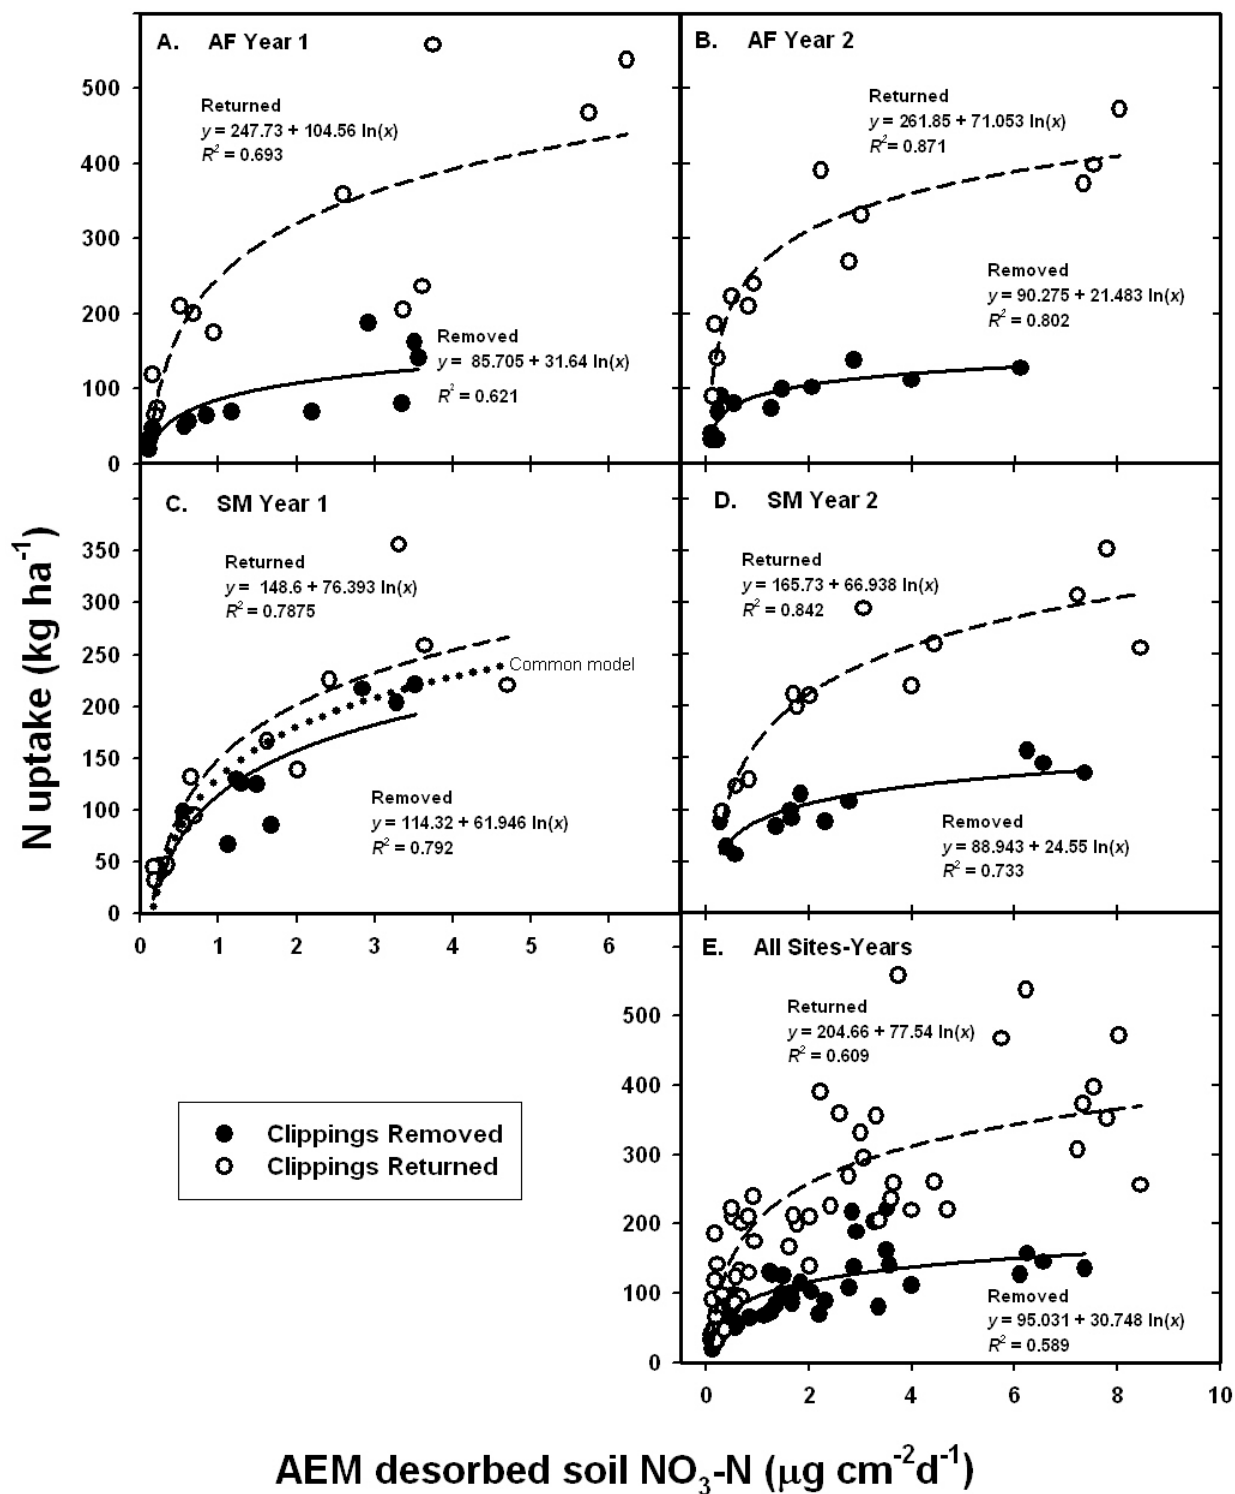 A. AF Year 1
Returned
y = 247.73 + 104.56 ln(x)
R² = 0.693
Removed
y = 85.705 + 31.64 ln(x)
R² = 0.621
500
400
300
200
100
0
B. AF Year 2
Returned
y = 261.85 + 71.053 ln(x)
R² = 0.871
Removed
y = 90.275 + 21.483 ln(x)
R² = 0.802
C. SM Year 1
Returned
y = 148.6 + 76.393 ln(x)
R² = 0.7875
Common model
Removed
y = 114.32 + 61.946 ln(x)
R² = 0.792
350
300
250
200
150
100
50
0
0 1 2 3 4 5 6
D. SM Year 2
Returned
y = 165.73 + 66.938 ln(x)
R² = 0.842
Removed
y = 88.943 + 24.55 ln(x)
R² = 0.733
N uptake (kg ha⁻¹)
E. All Sites-Years
Returned
y = 204.66 + 77.54 ln(x)
R² = 0.609
Removed
y = 95.031 + 30.748 ln(x)
R² = 0.589
500
400
300
200
100
0
0 2 4 6 8 10
Clippings Removed
Clippings Returned
AEM desorbed soil NO₃-N (μg cm⁻²d⁻¹)